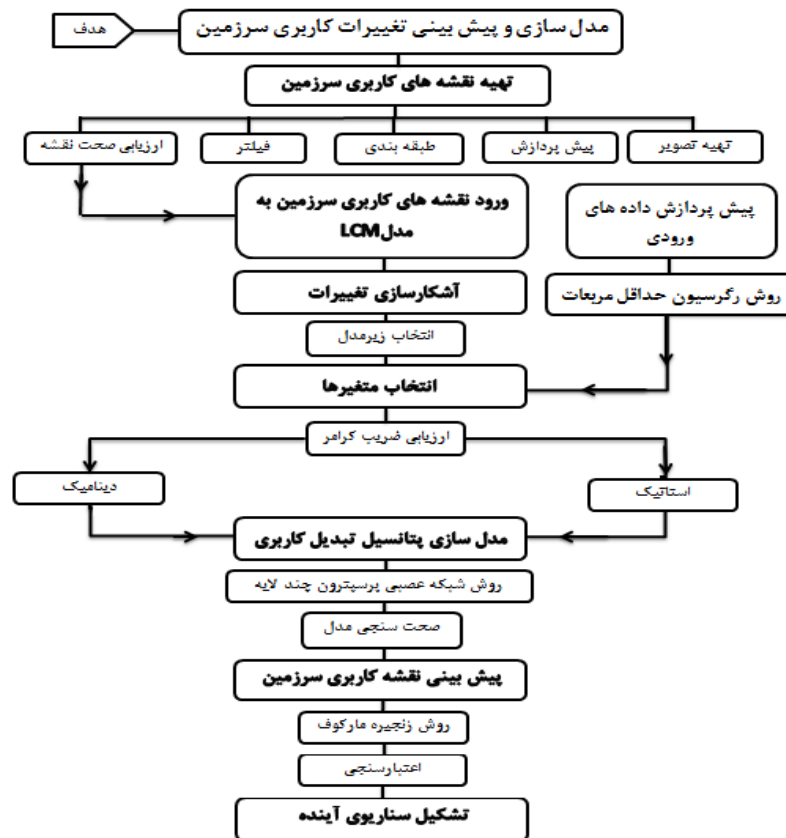 هدف
مدل سازی و پیش بینی تغییرات کاربری سرزمین
تهیه نقشه های کاربری سرزمین
تهیه تصویر
پیش پردازش
طبقه بندی
فیلتر
ارزیابی صحت نقشه
ورود نقشه های کاربری سرزمین به
مدلLCM
پیش پردازش داده های
ورودی
آشکارسازی تغییرات
روش رگرسیون حداقل مربعات
انتخاب زیرمدل
انتخاب متغیرها
ارزیابی ضریب کرامر
استاتیک
دینامیک
مدل سازی پتانسیل تبدیل کاربری
روش شبکه عصبی پرسپترون چند لایه
صحت سنجی مدل
پیش بینی نقشه کاربری سرزمین
روش زنجیره مارکوف
اعتبارسنجی
تشکیل سناریوی آینده